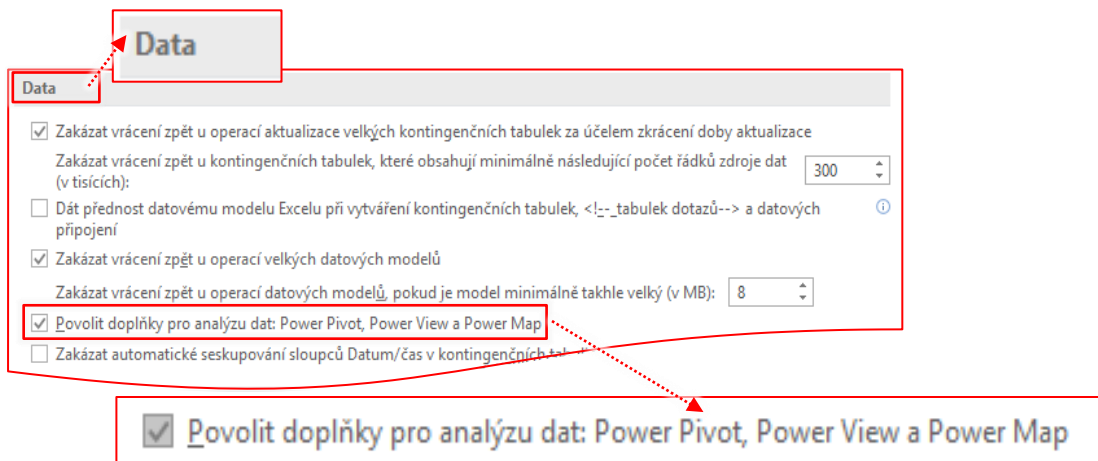 Data
Data
Zakázat vrácení zpět u operací aktualizace velkých kontingenčních tabulek za účelem zkrácení doby aktualizace
Zakázat vrácení zpět u kontingenčních tabulek, které obsahují minimálně následující počet řádků zdroje dat
(v tisících):
300
Dát přednost datovému modelu Excelu při vytváření kontingenčních tabulek, <!--_tabulek dotazů--> a datových
připojení
Zakázat vrácení zpět u operací velkých datových modelů
Zakázat vrácení zpět u operací datových modelů, pokud je model minimálně takhle velký (v MB): 8
Povolit doplňky pro analýzu dat: Power Pivot, Power View a Power Map
Zakázat automatické seskupování sloupců Datum/čas v kontingenčních
Povolit doplňky pro analýzu dat: Power Pivot, Power View a Power Map